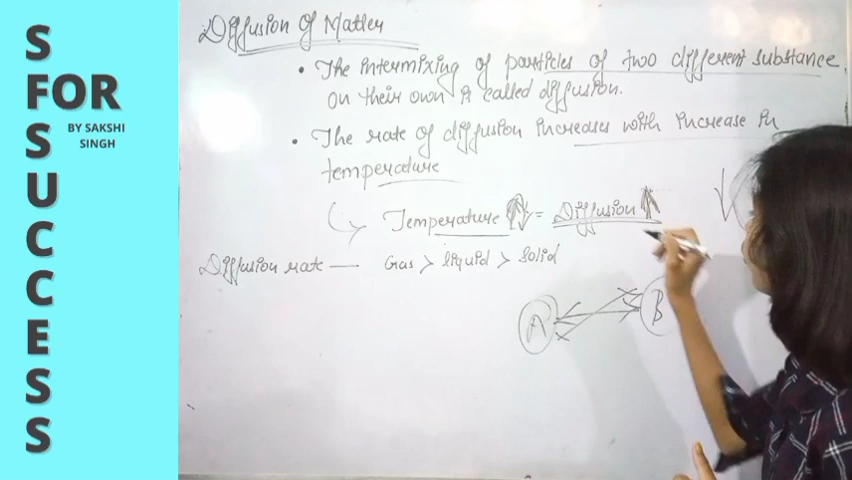 S
FOR
BY SAKSHI
SINGH
S
U
C
C
E
S
S
Diffusion of Matter
• The intermixing of particles of two different substance
on their own is called diffusion.
• The rate of diffusion increases with increase in
temperature
Temperature ↑ = Diffusion ↑
Diffusion rate — Gas > liquid > solid
A
B